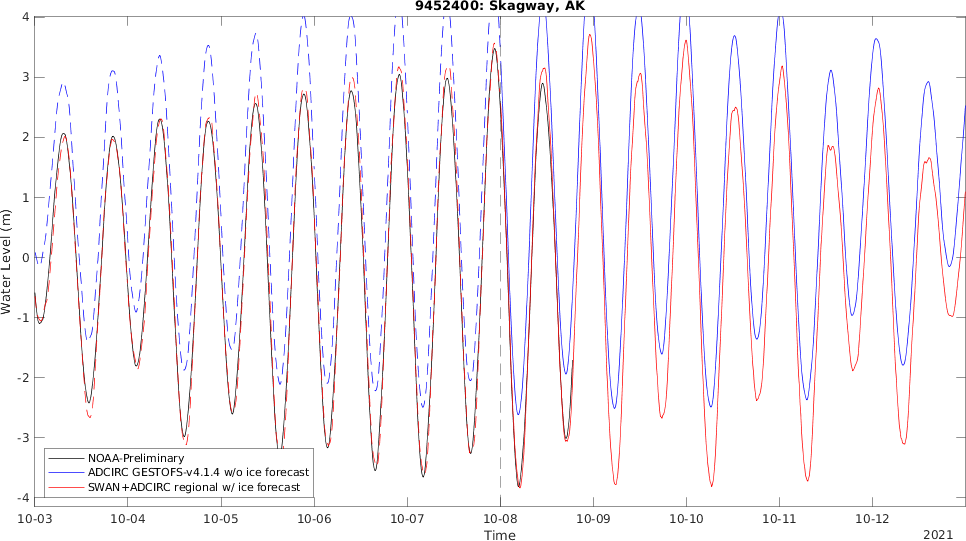 9452400: Skagway, AK
4
3
2
1
0
-1
-2
-3
-4
Water Level (m)
NOAA-Preliminary
ADCIRC GESTOFS-v4.1.4 w/o ice forecast
SWAN+ADCIRC regional w/ ice forecast
10-03 10-04 10-05 10-06 10-07 10-08 10-09 10-10 10-11 10-12
Time
2021